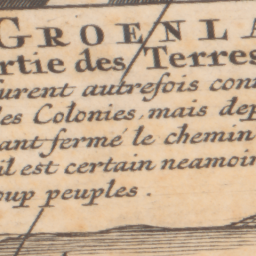 GROENLA
rtie des Terres
urent autrefois conn
les Colonies, mais dep
ant fermé le chemin
il est certain neamoin
oup peuples.